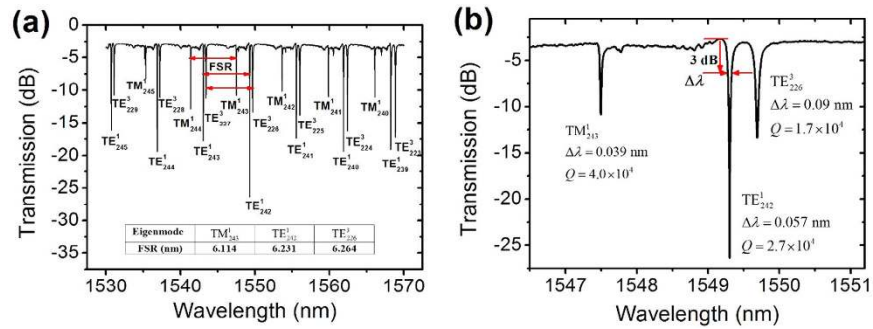 (a)
Transmission (dB)
0
-5
-10
-15
-20
-25
-30
-35
FSR
TM¹₂₄₅
TE³₂₂₉
TE³₂₂₈
TM¹₂₄₄
TE³₂₂₇
TM¹₂₄₃
TE³₂₂₆
TM¹₂₄₂
TE³₂₂₅
TM¹₂₄₁
TE³₂₂₄
TM¹₂₄₀
TE³₂₂₃
TE¹₂₄₅
TE¹₂₄₄
TE¹₂₄₃
TE¹₂₄₂
TE¹₂₄₁
TE¹₂₄₀
TE¹₂₃₉
Eigenmode TM¹₂₄₃ TE¹₂₄₂ TE³₂₂₆
FSR (nm) 6.114 6.231 6.264
1530 1540 1550 1560 1570
Wavelength (nm)
(b)
Transmission (dB)
-5
-10
-15
-20
-25
3 dB
Δλ
TM¹₂₄₃
Δλ = 0.039 nm
Q = 4.0×10⁴
TE³₂₂₆
Δλ = 0.09 nm
Q = 1.7×10⁴
TE¹₂₄₂
Δλ = 0.057 nm
Q = 2.7×10⁴
1547 1548 1549 1550 1551
Wavelength (nm)